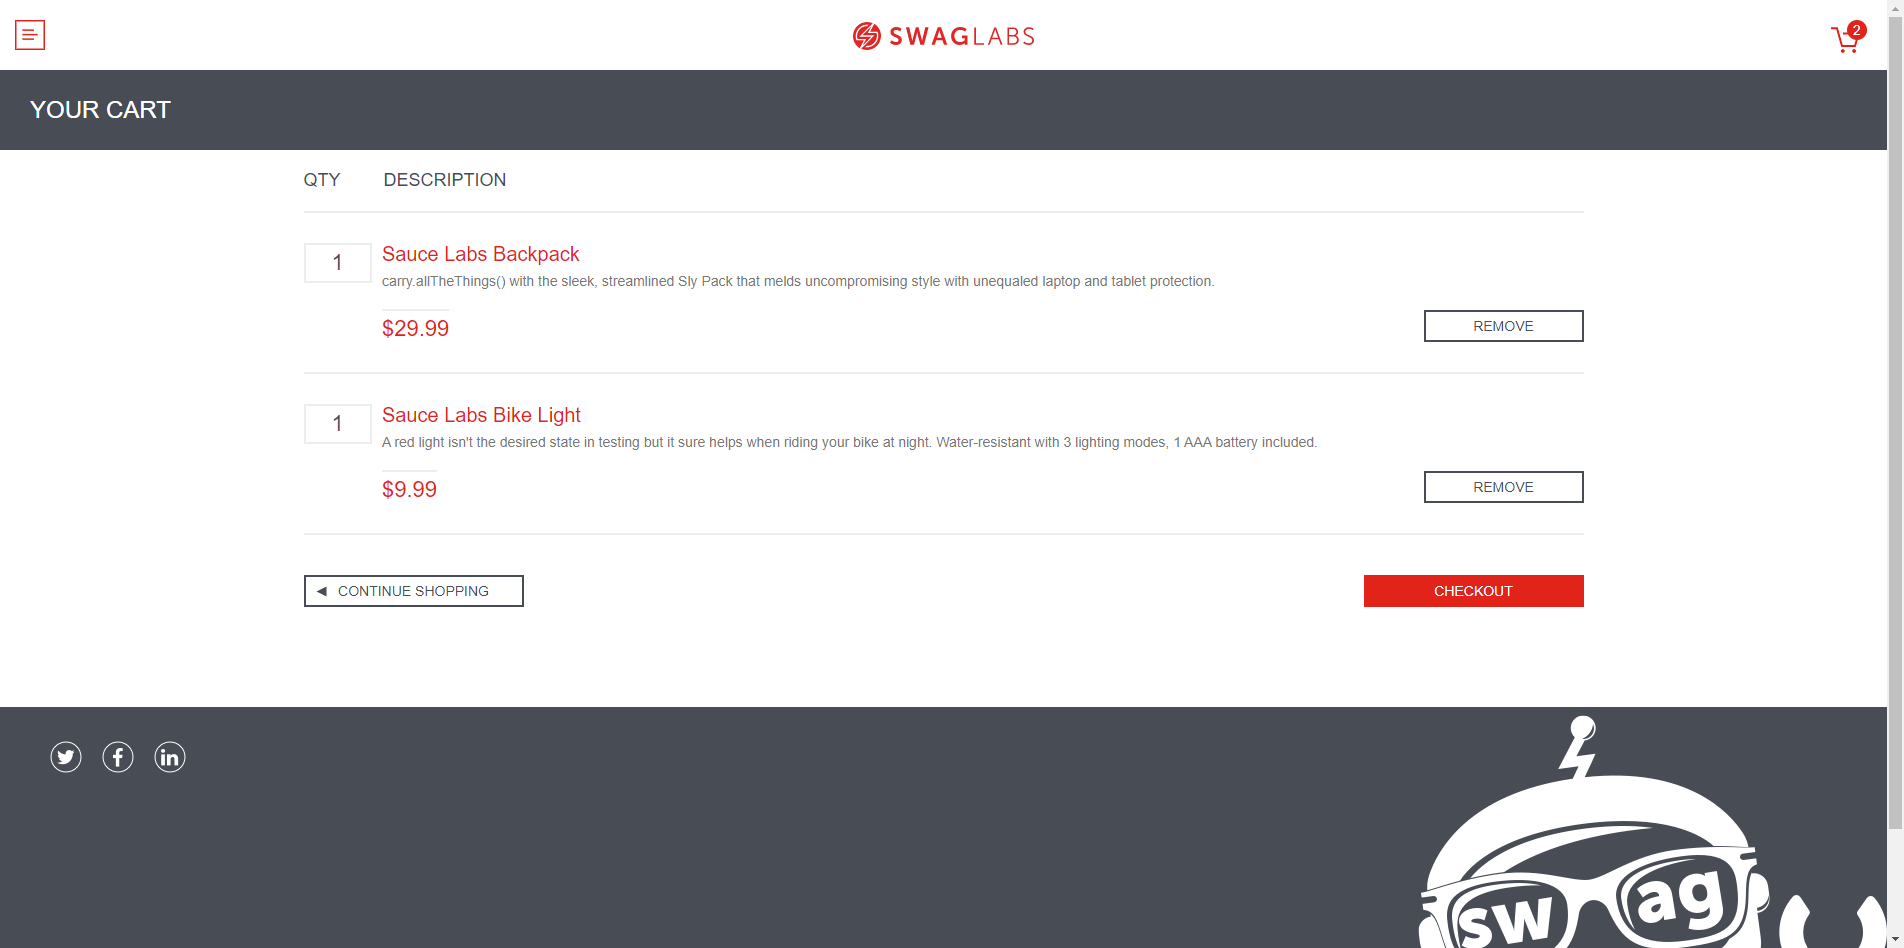 SWAGLABS
2
YOUR CART
QTY DESCRIPTION
1
Sauce Labs Backpack
carry.allTheThings() with the sleek, streamlined Sly Pack that melds uncompromising style with unequaled laptop and tablet protection.
$29.99
REMOVE
1
Sauce Labs Bike Light
A red light isn't the desired state in testing but it sure helps when riding your bike at night. Water-resistant with 3 lighting modes, 1 AAA battery included.
$9.99
REMOVE
CONTINUE SHOPPING
CHECKOUT
in
sw ag